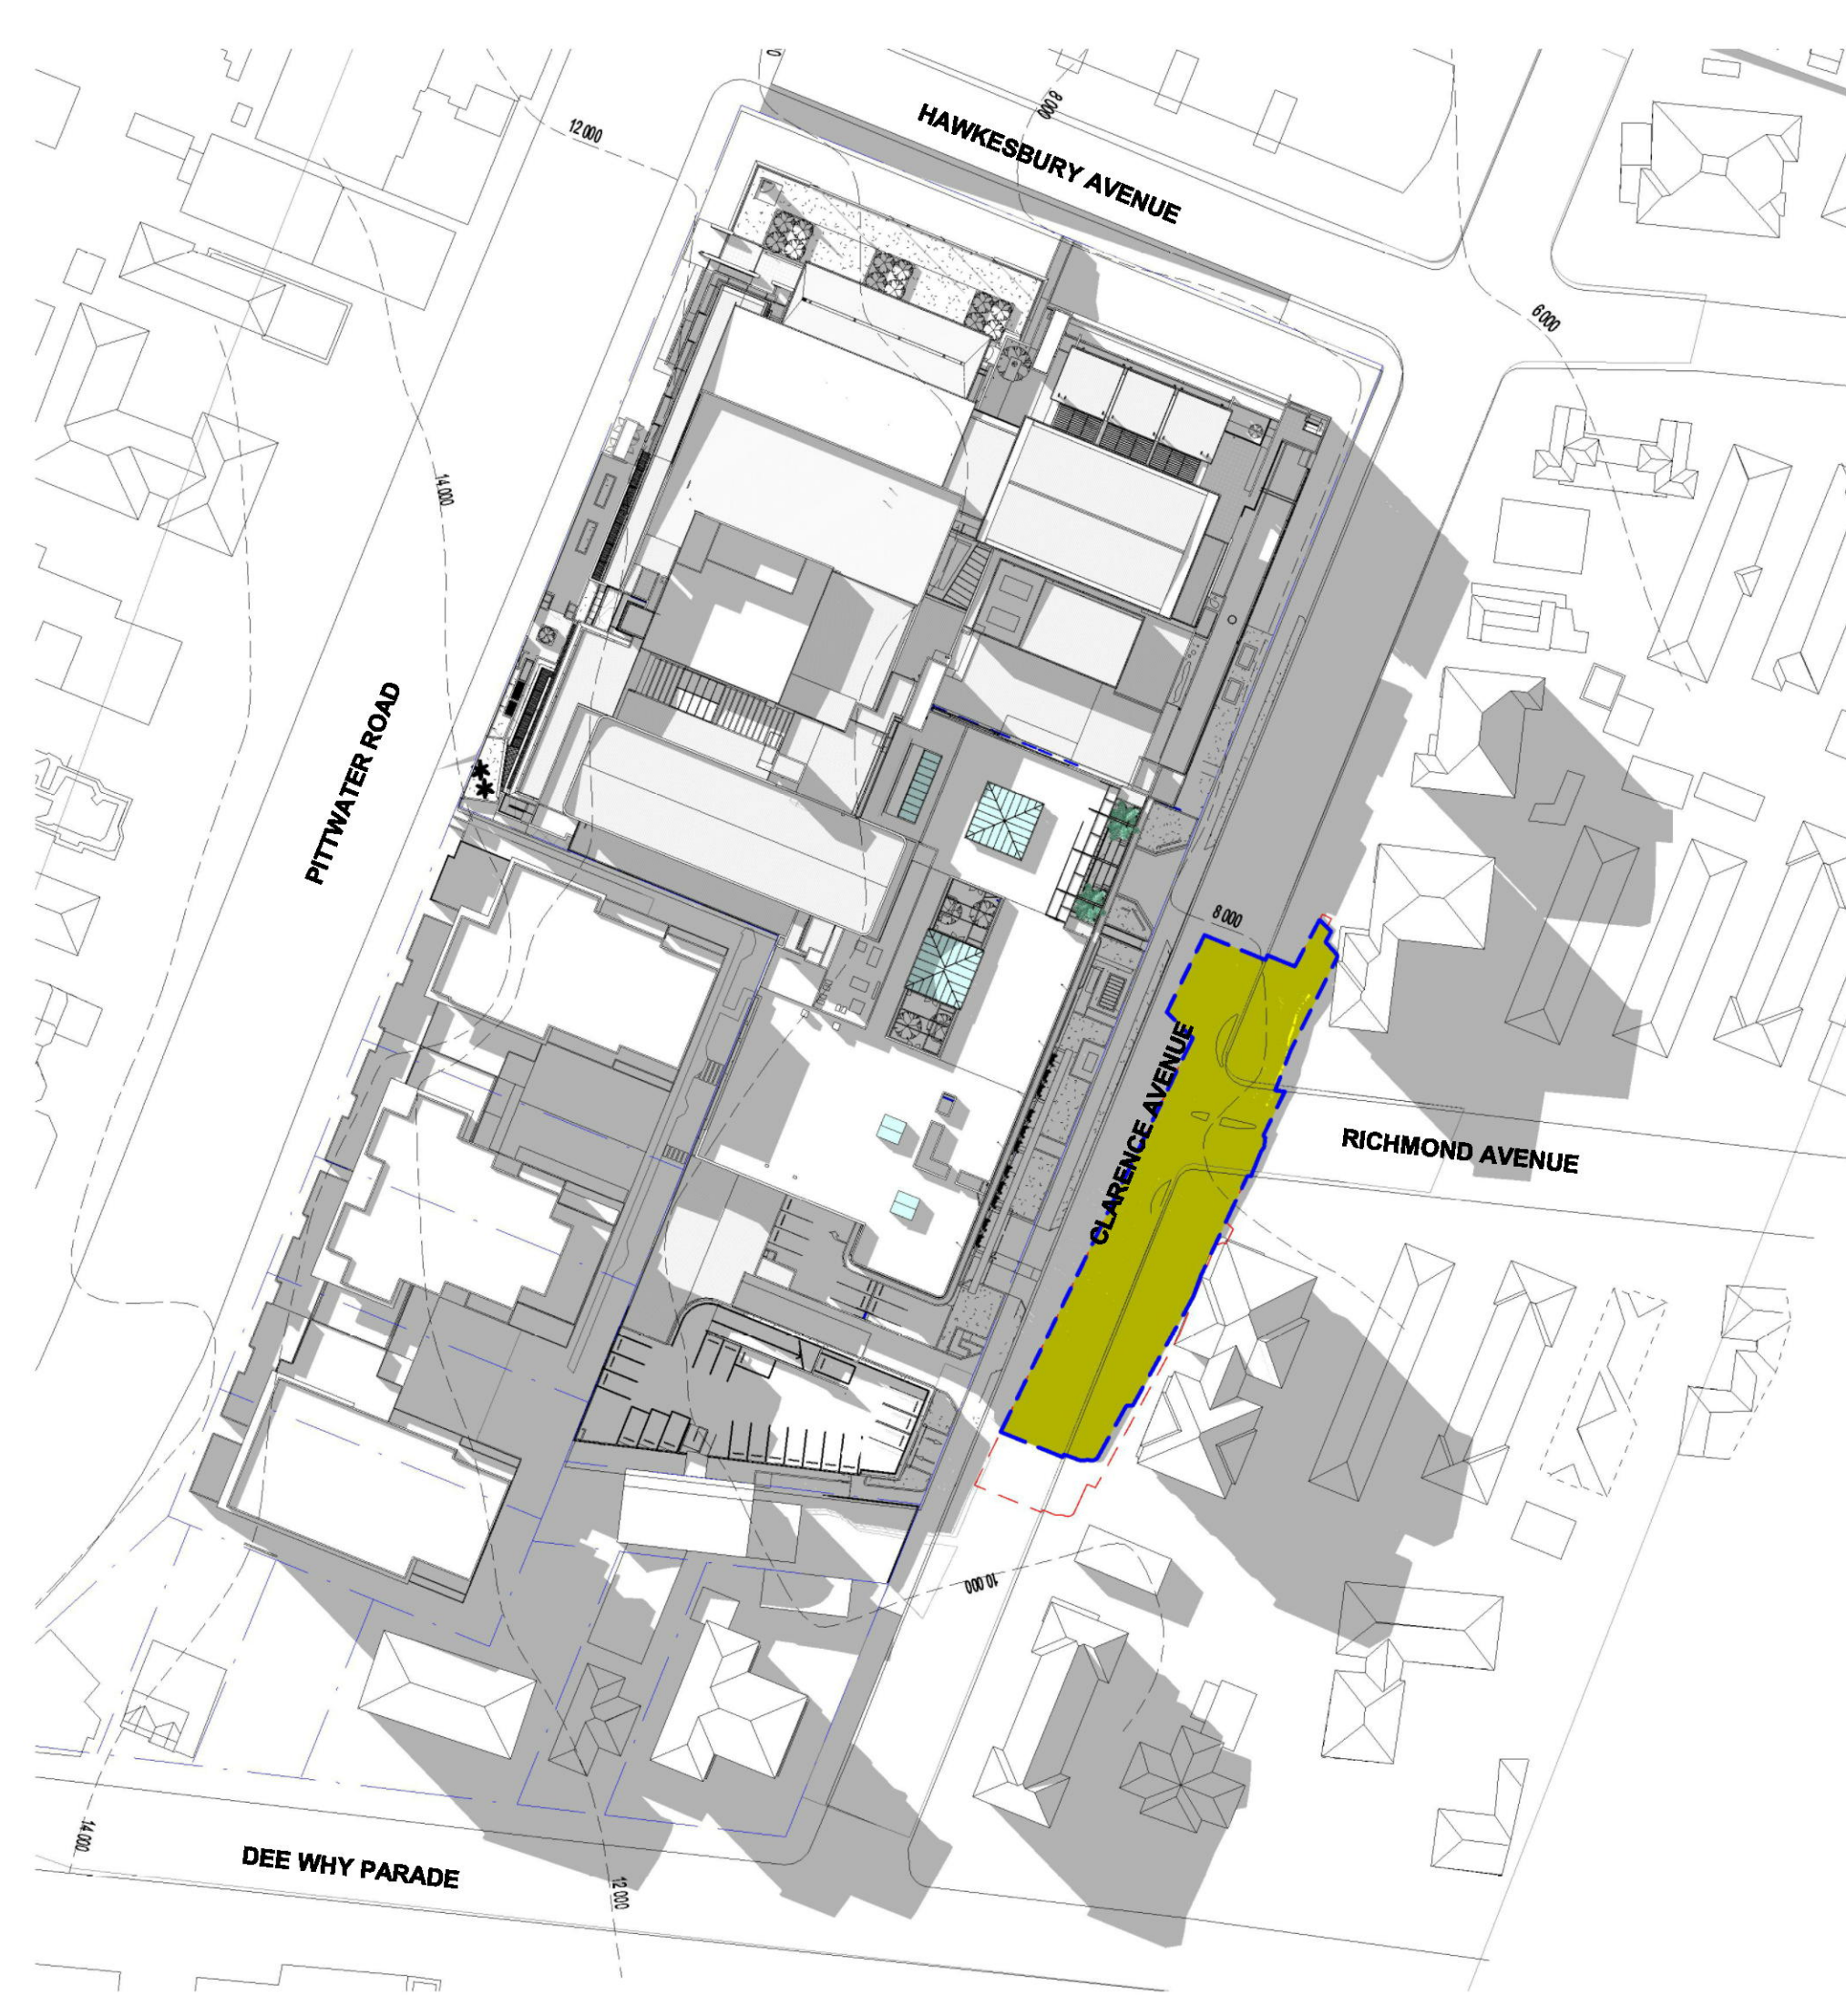 HAWKESBURY AVENUE
8 000
12 000
6 000
14.000
PITTWATER ROAD
8 000
CLARENCE AVENUE
RICHMOND AVENUE
10 000
14.000
DEE WHY PARADE
12 000